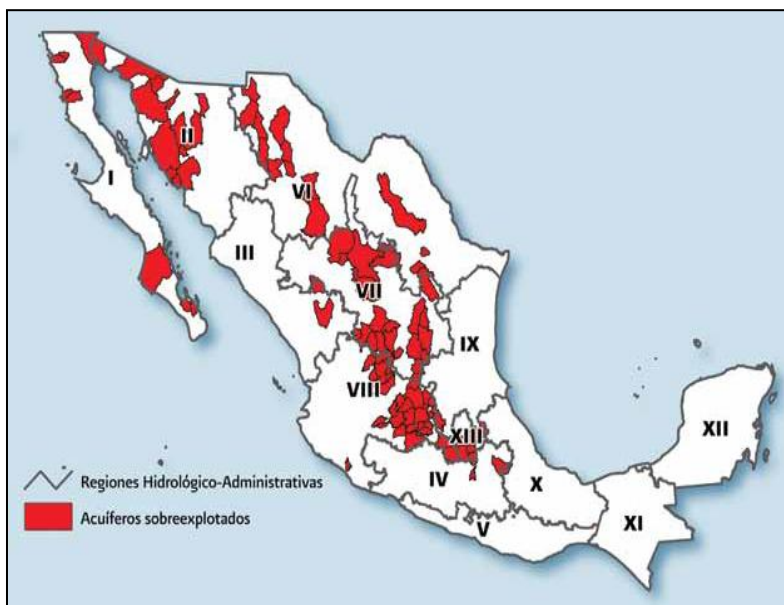 II
I
VI
III
VII
IX
VIII
XIII
XII
IV
X
V
XI
Regiones Hidrológico-Administrativas
Acuíferos sobreexplotados